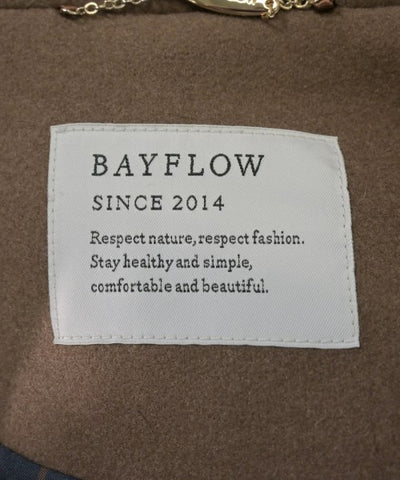 BAYFLOW
SINCE 2014
Respect nature, respect fashion.
Stay healthy and simple,
comfortable and beautiful.